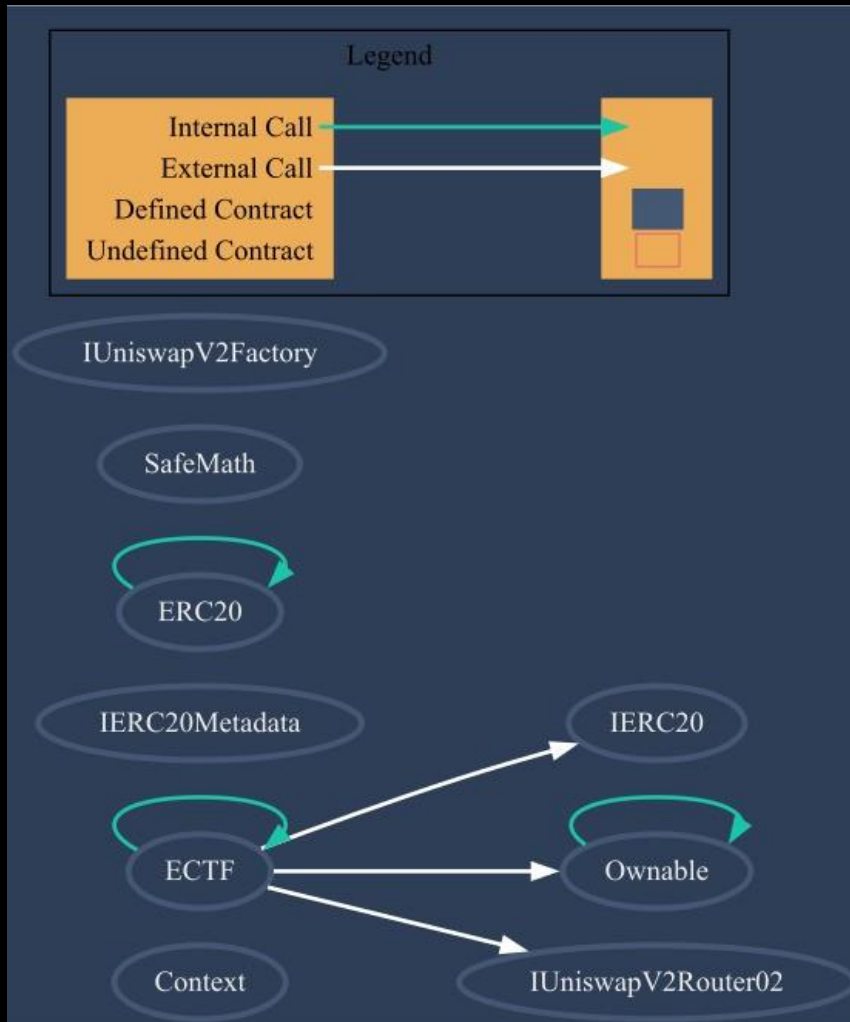 Legend
Internal Call
External Call
Defined Contract
Undefined Contract
IUniswapV2Factory
SafeMath
ERC20
IERC20Metadata
IERC20
ECTF
Ownable
Context
IUniswapV2Router02